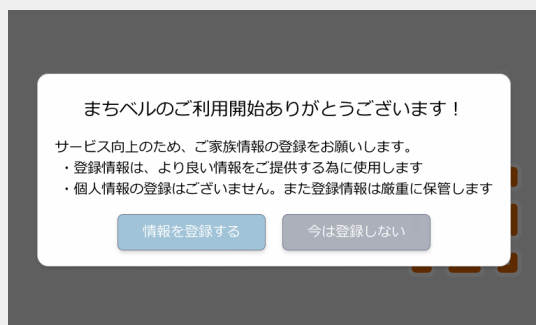 まちベルのご利用開始ありがとうございます！
サービス向上のため、ご家族情報の登録をお願いします。
・登録情報は、より良い情報をご提供する為に使用します
・個人情報の登録はございません。また登録情報は厳重に保管します
情報を登録する
今は登録しない